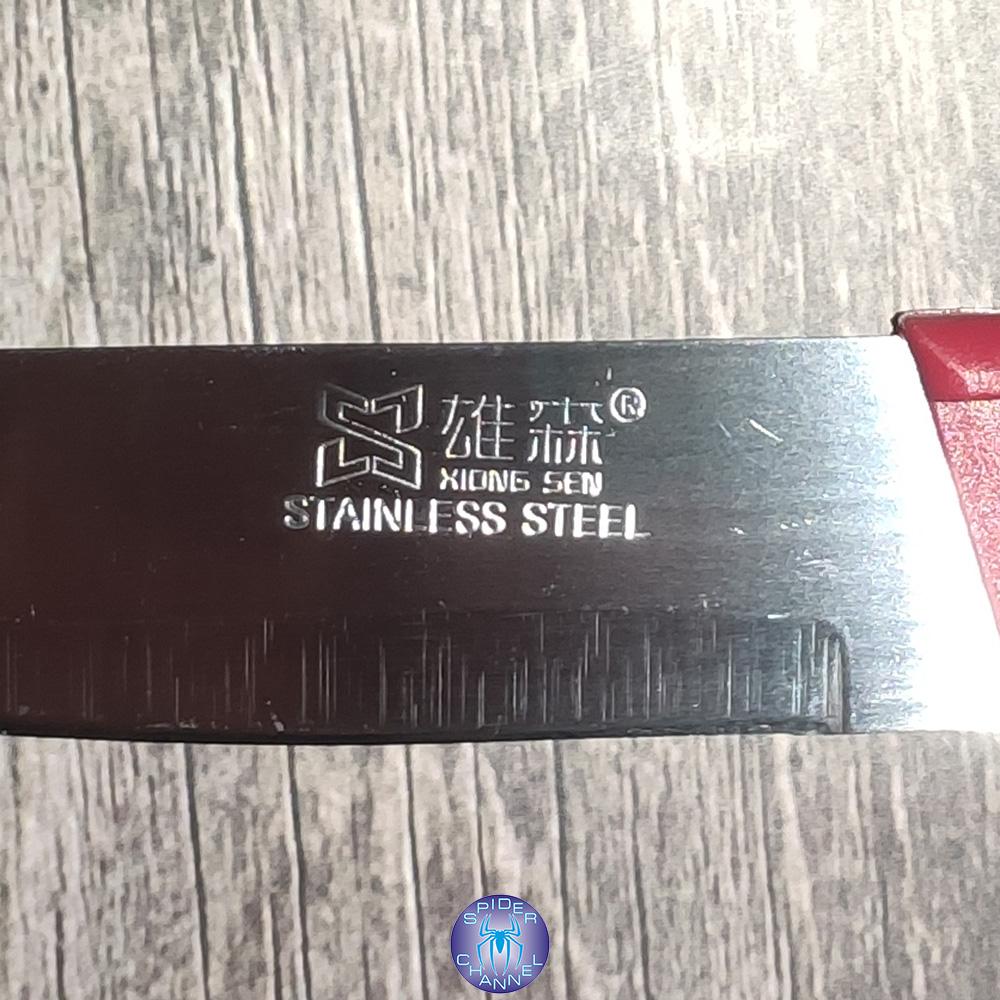 雄森®
XIONG SEN
STAINLESS STEEL
SPIDER
CHANNEL